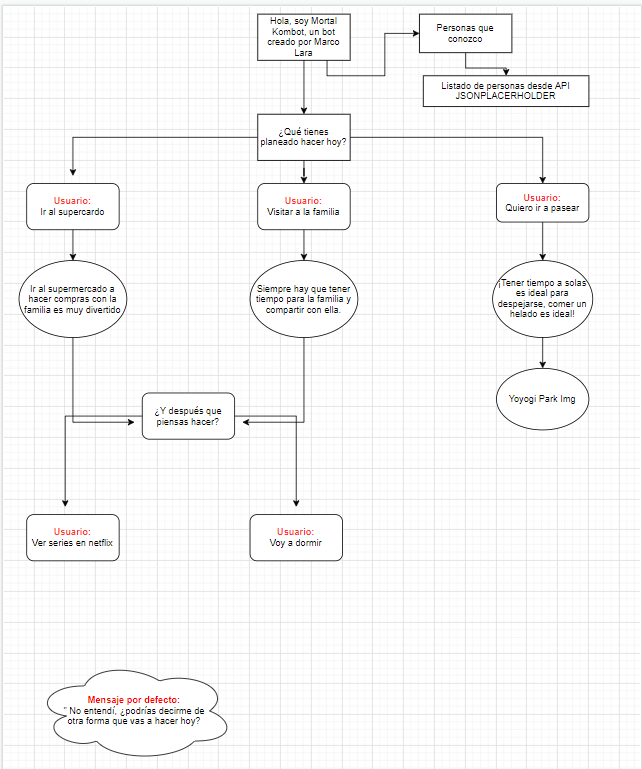 Hola, soy Mortal
Kombot, un bot
creado por Marco
Lara
Personas que
conozco
Listado de personas desde API
JSONPLACERHOLDER
¿Qué tienes
planeado hacer hoy?
Usuario:
Ir al supercardo
Usuario:
Visitar a la familia
Usuario:
Quiero ir a pasear
Ir al supermercado a
hacer compras con la
familia es muy divertido
Siempre hay que tener
tiempo para la familia y
compartir con ella.
¡Tener tiempo a solas
es ideal para
despejarse, comer un
helado es ideal!
Yoyogi Park Img
¿Y después que
piensas hacer?
Usuario:
Ver series en netflix
Usuario:
Voy a dormir
Mensaje por defecto:
" No entendí, ¿podrías decirme de
otra forma que vas a hacer hoy?